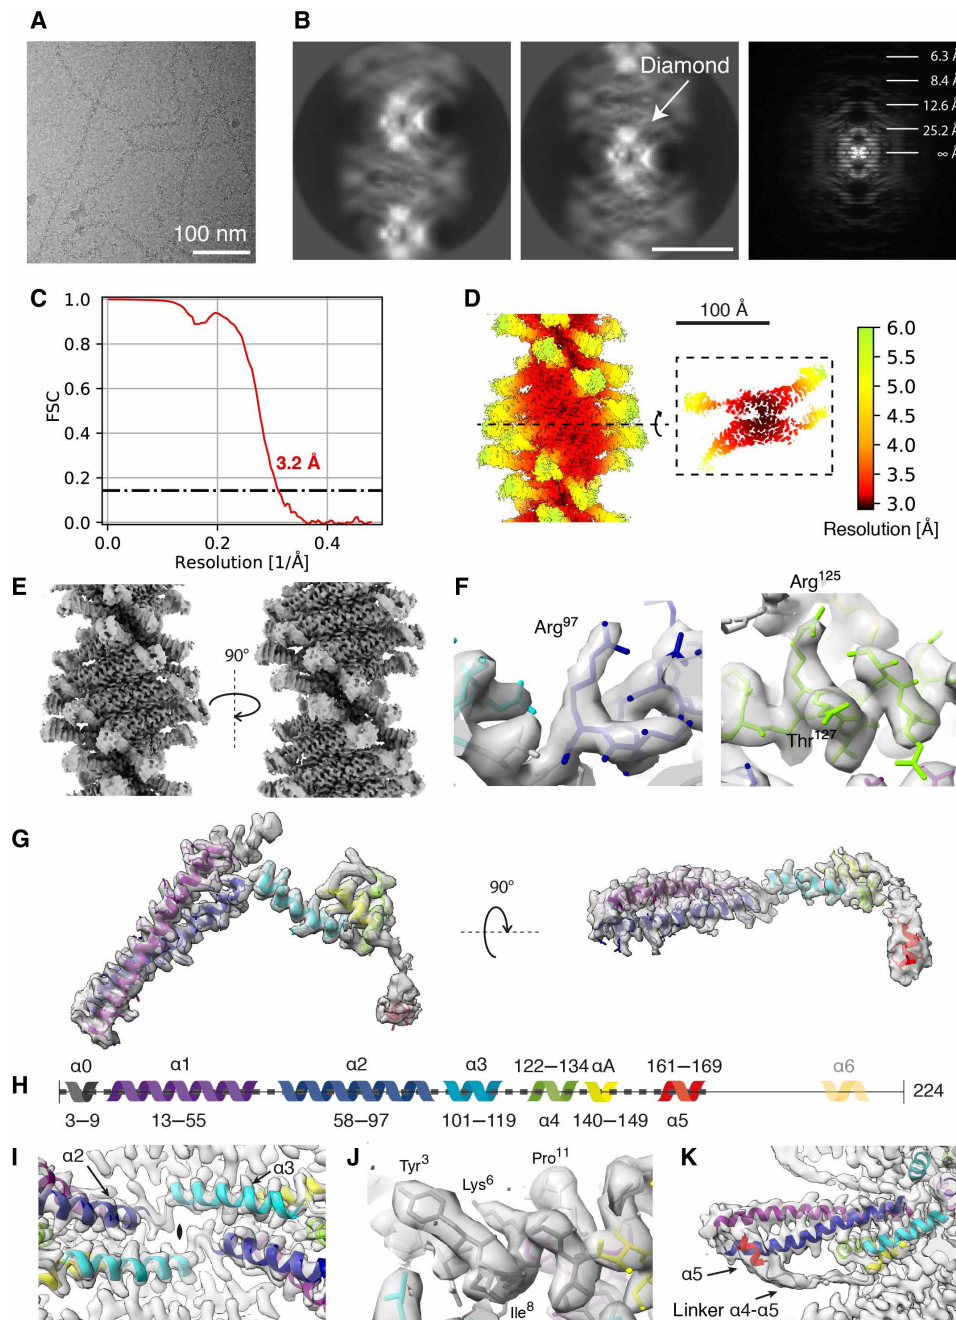 A
B
100 nm
Diamond
6.3 Å
8.4 Å
12.6 Å
25.2 Å
∞ Å
C
1.0
0.8
0.6
0.4
0.2
0.0
FSC
3.2 Å
0.0
0.2
0.4
Resolution [1/Å]
D
100 Å
6.0
5.5
5.0
4.5
4.0
3.5
3.0
Resolution [Å]
E
90°
F
Arg97
Arg125
Thr127
G
90°
H
α0
α1
α2
α3
122–134
αA
161–169
α6
224
3–9
13–55
58–97
101–119
α4
140–149
α5
I
α2
α3
J
Tyr3
Lys6
Pro11
Ile8
K
α5
Linker α4-α5